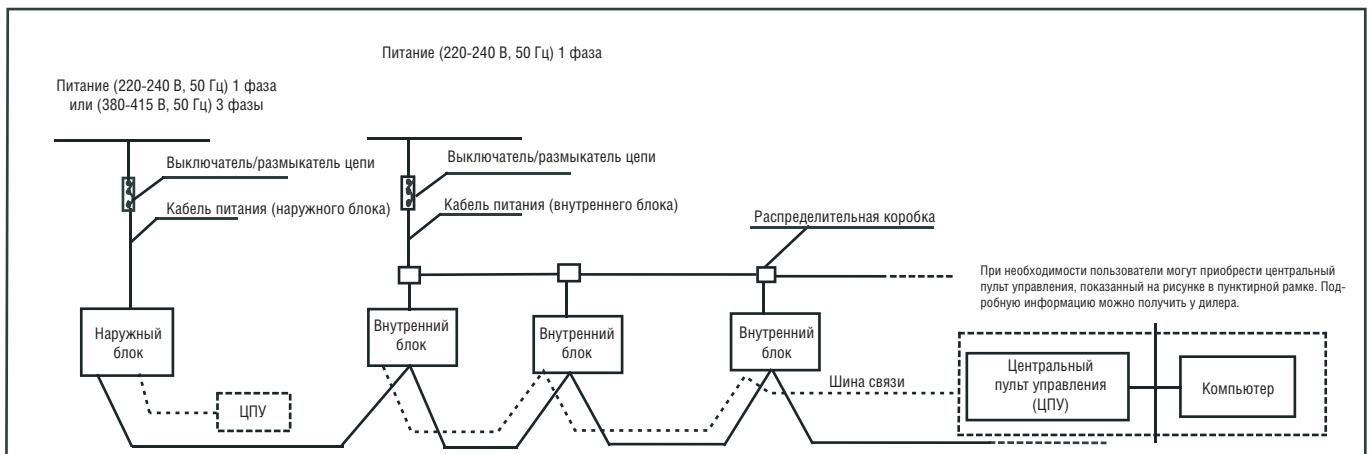 Питание (220-240 В, 50 Гц) 1 фаза
Питание (220-240 В, 50 Гц) 1 фаза
или (380-415 В, 50 Гц) 3 фазы
Выключатель/размыкатель цепи
Выключатель/размыкатель цепи
Кабель питания (наружного блока)
Кабель питания (внутреннего блока)
Распределительная коробка
При необходимости пользователи могут приобрести центральный
пульт управления, показанный на рисунке в пунктирной рамке. Под-
робную информацию можно получить у дилера.
Наружный
блок
Внутренний
блок
Внутренний
блок
Внутренний
блок
ЦПУ
Шина связи
Центральный
пульт управления
(ЦПУ)
Компьютер